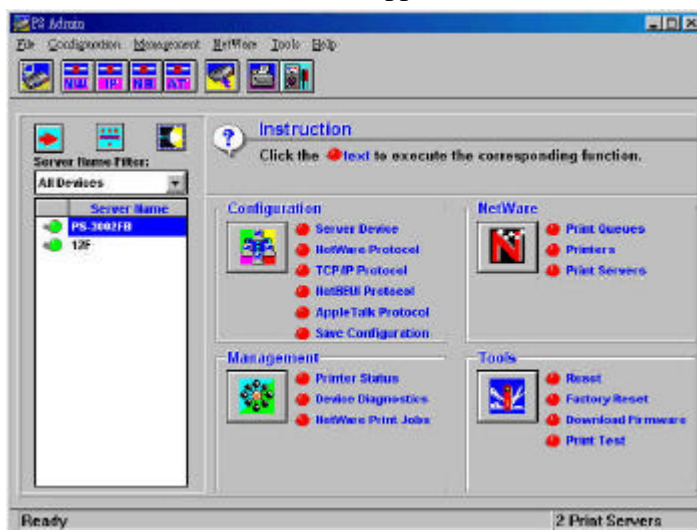 PS Admin
File Configuration Management NetWare Tools Help
NW IP NB AT
Instruction
Click the text to execute the corresponding function.
Server Name Filter:
All Devices
Server Name
PS-3002FB
12F
Configuration
Server Device
NetWare Protocol
TCP/IP Protocol
NetBEUI Protocol
AppleTalk Protocol
Save Configuration
NetWare
N
Print Queues
Printers
Print Servers
Management
Printer Status
Device Diagnostics
NetWare Print Jobs
Tools
Reset
Factory Reset
Download Firmware
Print Test
Ready
2 Print Servers